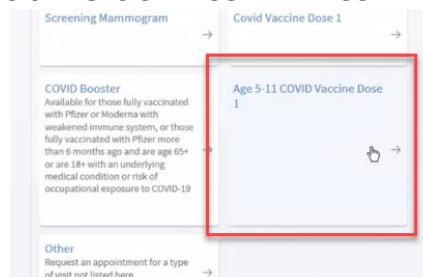 Screening Mammogram
Covid Vaccine Dose 1
COVID Booster
Available for those fully vaccinated
with Pfizer or Moderna with
weakened immune system, or those
fully vaccinated with Pfizer more
than 6 months ago and are age 65+
or are 18+ with an underlying
medical condition or risk of
occupational exposure to COVID-19
Age 5-11 COVID Vaccine Dose
1
Other
Request an appointment for a type
of visit not listed here